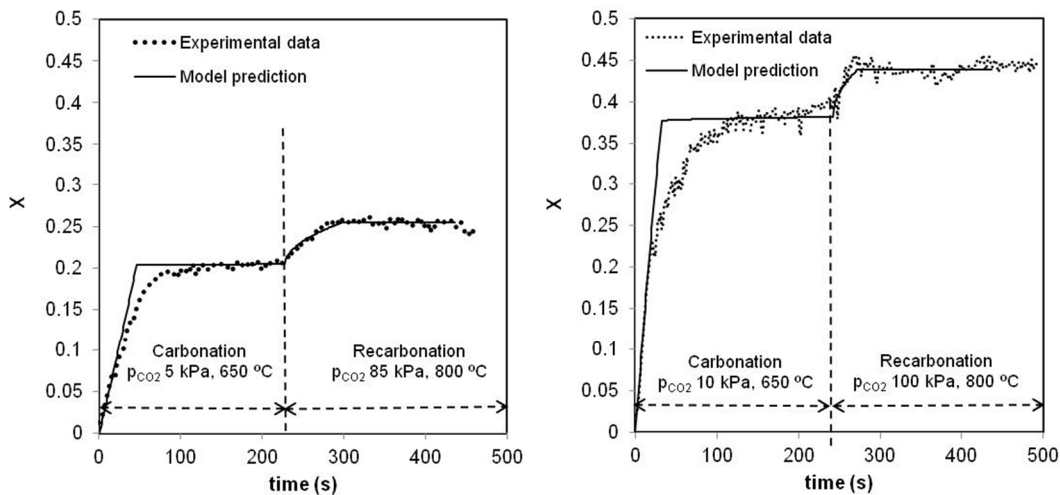 0.5
0.45
0.4
0.35
0.3
0.25
0.2
0.15
0.1
0.05
0
X
Experimental data
Model prediction
Carbonation
pCO2 5 kPa, 650 ºC
Recarbonation
pCO2 85 kPa, 800 ºC
0 100 200 300 400 500
time (s)
0.5
0.45
0.4
0.35
0.3
0.25
0.2
0.15
0.1
0.05
0
X
Experimental data
Model prediction
Carbonation
pCO2 10 kPa, 650 ºC
Recarbonation
pCO2 100 kPa, 800 ºC
0 100 200 300 400 500
time (s)